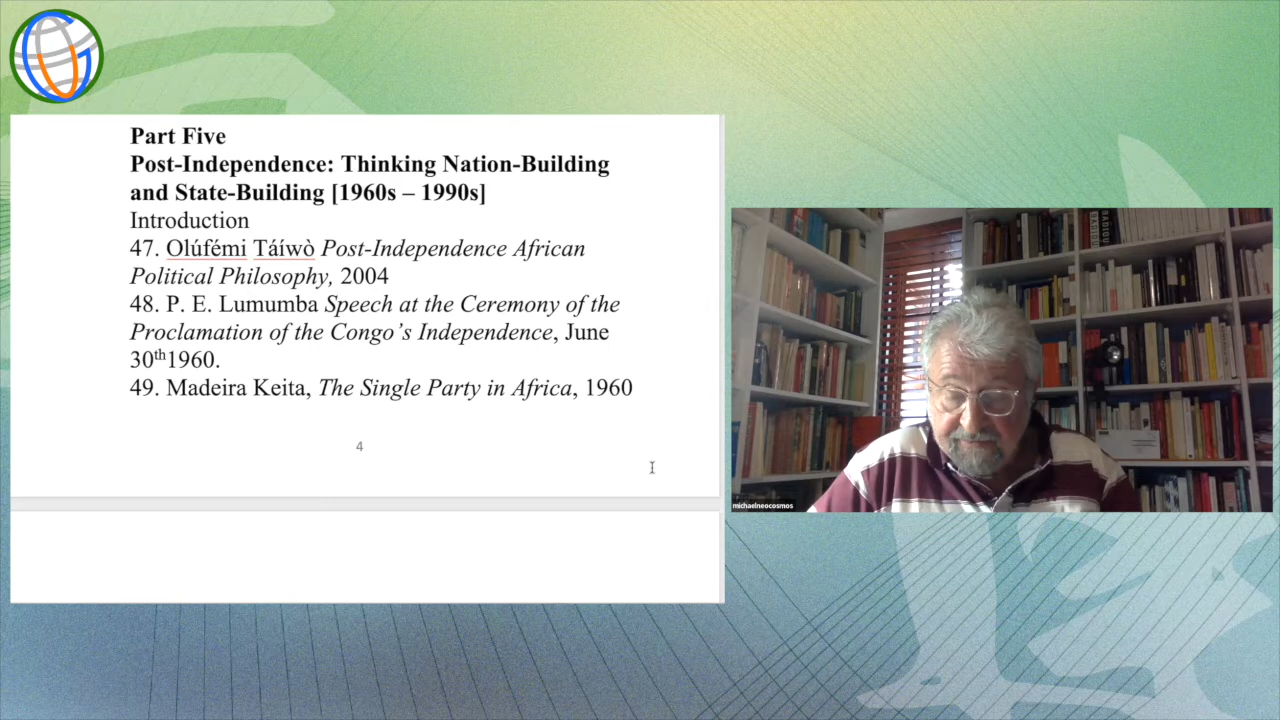 Part Five
Post-Independence: Thinking Nation-Building
and State-Building [1960s – 1990s]
Introduction
47. Olúfémi Táíwò Post-Independence African
Political Philosophy, 2004
48. P. E. Lumumba Speech at the Ceremony of the
Proclamation of the Congo’s Independence, June
30th1960.
49. Madeira Keita, The Single Party in Africa, 1960
4
BADIOU
michaelneocosmos